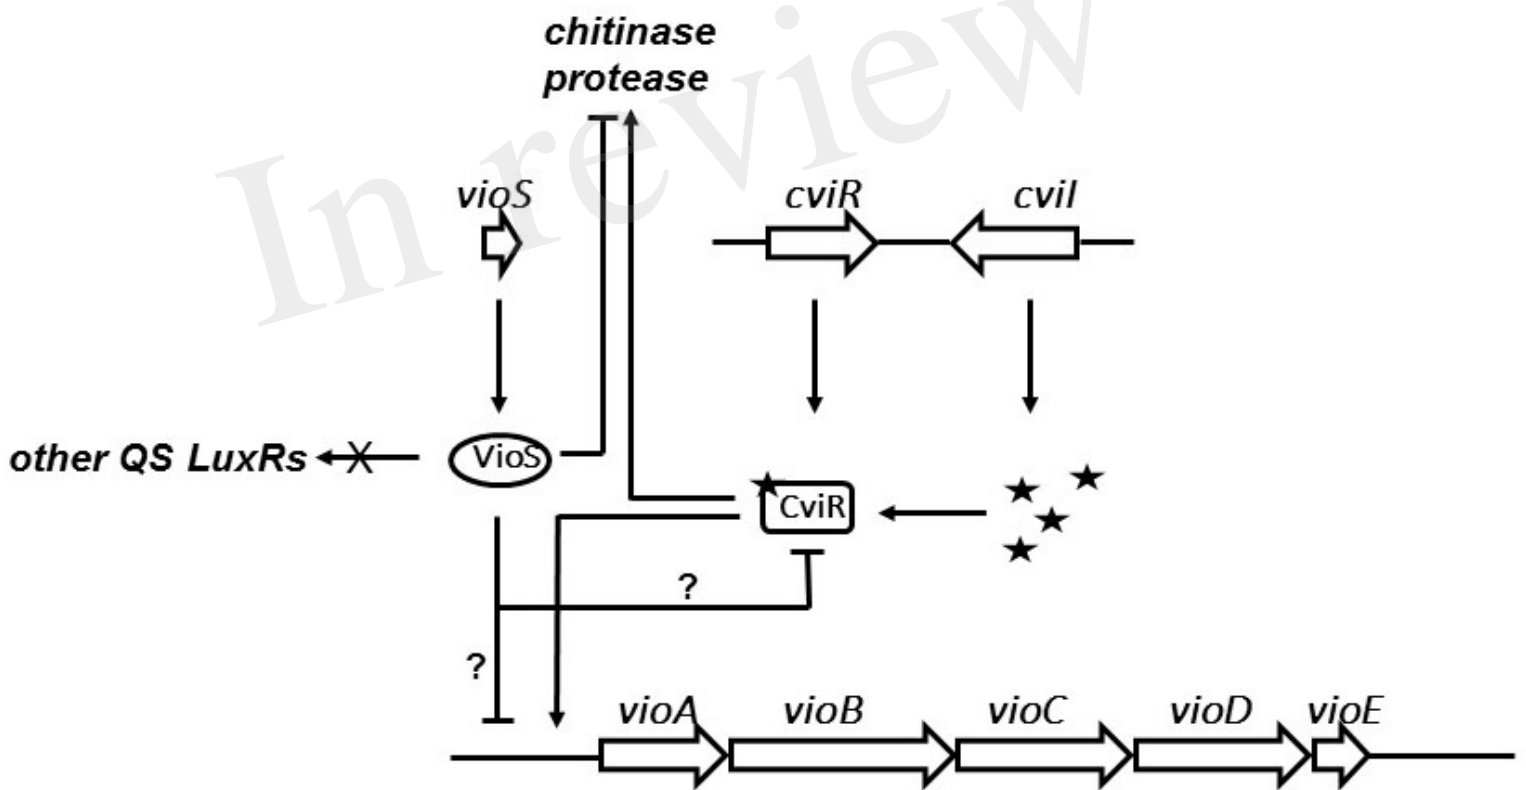 chitinase
protease
In review
vioS
cviR
cviI
other QS LuxRs
X
VioS
CviR
?
?
vioA
vioB
vioC
vioD
vioE